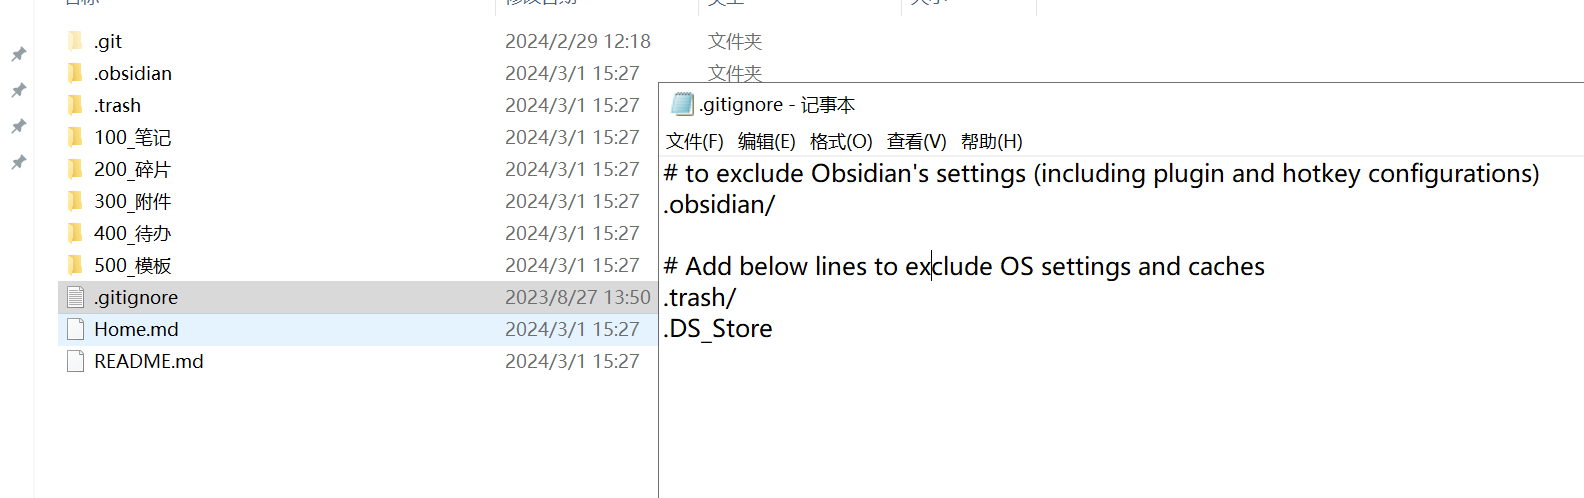 .git 2024/2/29 12:18 文件夹
.obsidian 2024/3/1 15:27 文件夹
.trash 2024/3/1 15:27
100_笔记 2024/3/1 15:27
200_碎片 2024/3/1 15:27
300_附件 2024/3/1 15:27
400_待办 2024/3/1 15:27
500_模板 2024/3/1 15:27
.gitignore 2023/8/27 13:50
Home.md 2024/3/1 15:27
README.md 2024/3/1 15:27
.gitignore - 记事本
文件(F) 编辑(E) 格式(O) 查看(V) 帮助(H)
# to exclude Obsidian's settings (including plugin and hotkey configurations)
.obsidian/
# Add below lines to exclude OS settings and caches
.trash/
.DS_Store